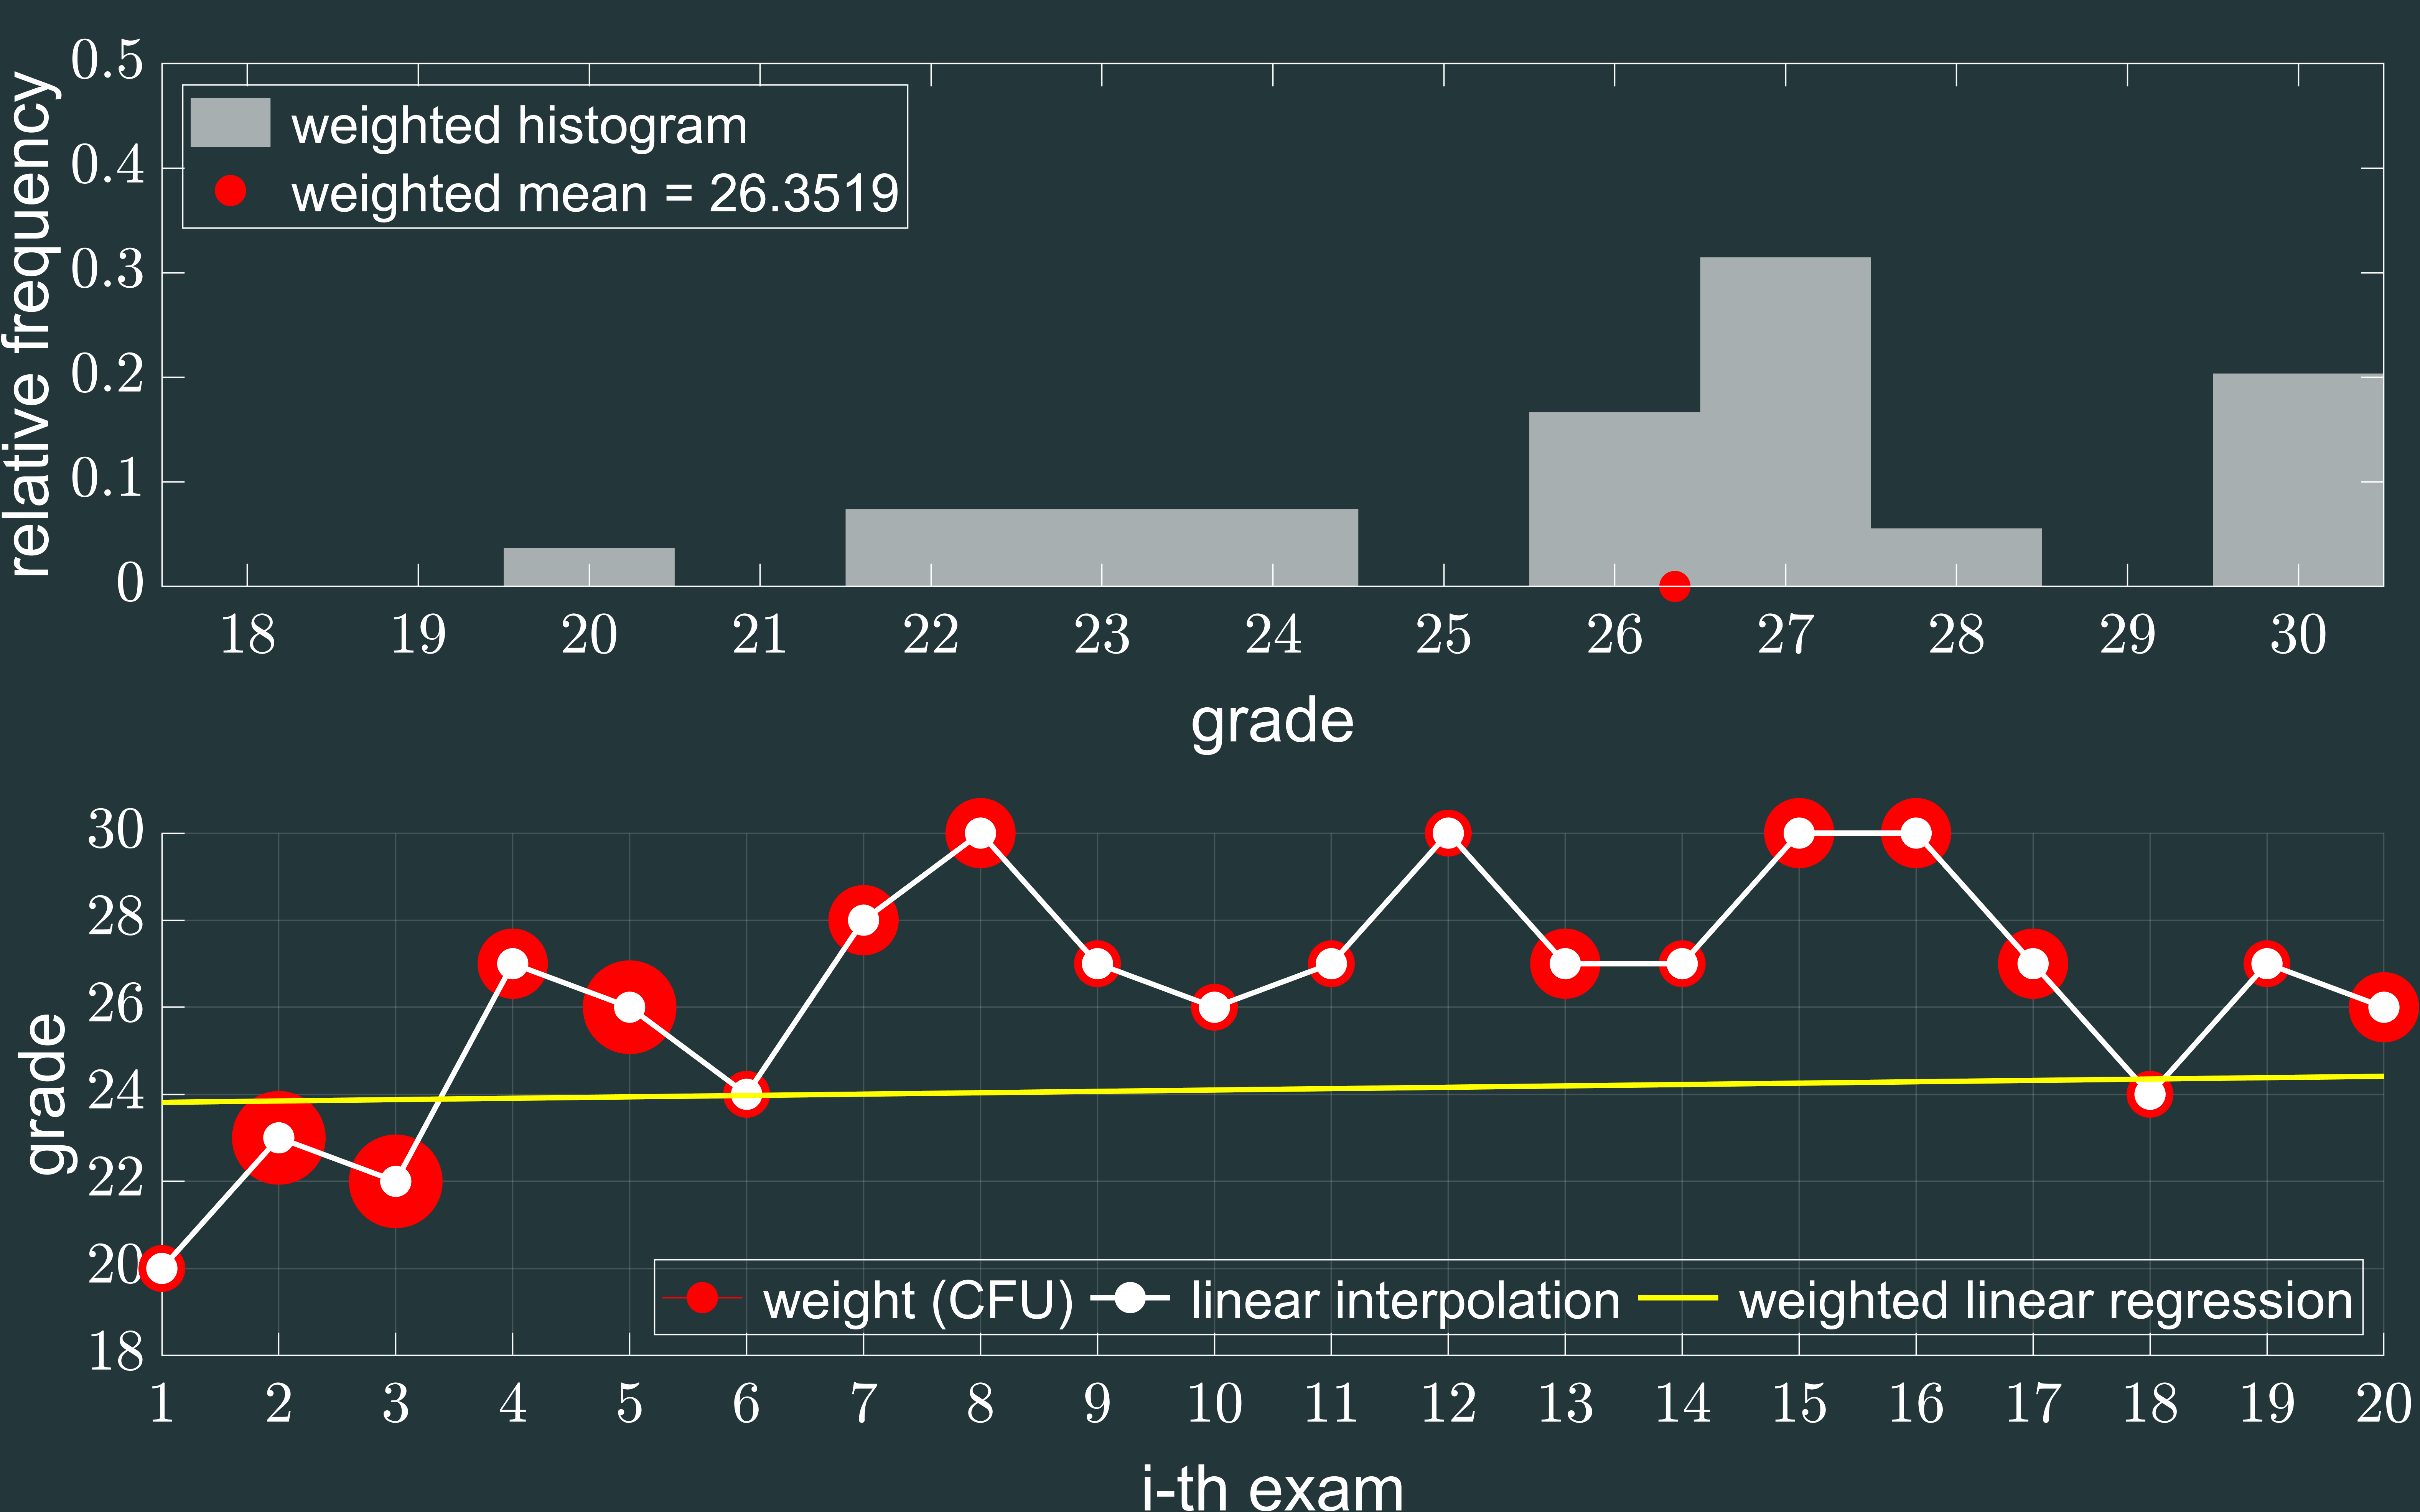 0.5
0.4
0.3
0.2
0.1
0
relative frequency
weighted histogram
weighted mean = 26.3519
18 19 20 21 22 23 24 25 26 27 28 29 30
grade
30
28
26
24
22
20
18
grade
weight (CFU) linear interpolation weighted linear regression
1 2 3 4 5 6 7 8 9 10 11 12 13 14 15 16 17 18 19 20
i-th exam